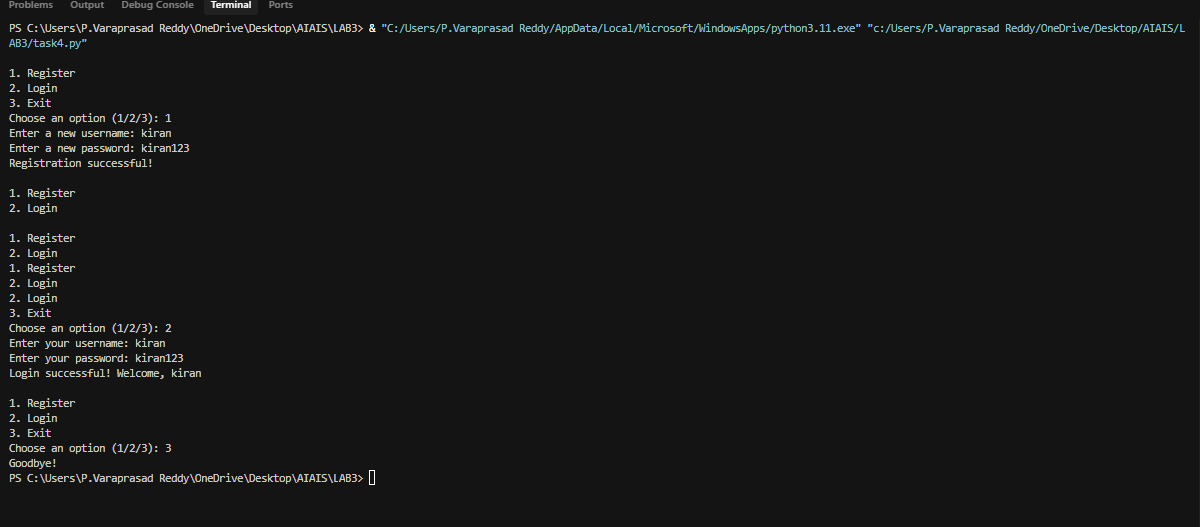 Problems Output Debug Console Terminal Ports
PS C:\Users\P.Varaprasad Reddy\OneDrive\Desktop\AIAIS\LAB3> & "C:/Users/P.Varaprasad Reddy/AppData/Local/Microsoft/WindowsApps/python3.11.exe" "c:/Users/P.Varaprasad Reddy/OneDrive/Desktop/AIAIS/L
AB3/task4.py"
1. Register
2. Login
3. Exit
Choose an option (1/2/3): 1
Enter a new username: kiran
Enter a new password: kiran123
Registration successful!
1. Register
2. Login
1. Register
2. Login
1. Register
2. Login
2. Login
3. Exit
Choose an option (1/2/3): 2
Enter your username: kiran
Enter your password: kiran123
Login successful! Welcome, kiran
1. Register
2. Login
3. Exit
Choose an option (1/2/3): 3
Goodbye!
PS C:\Users\P.Varaprasad Reddy\OneDrive\Desktop\AIAIS\LAB3>